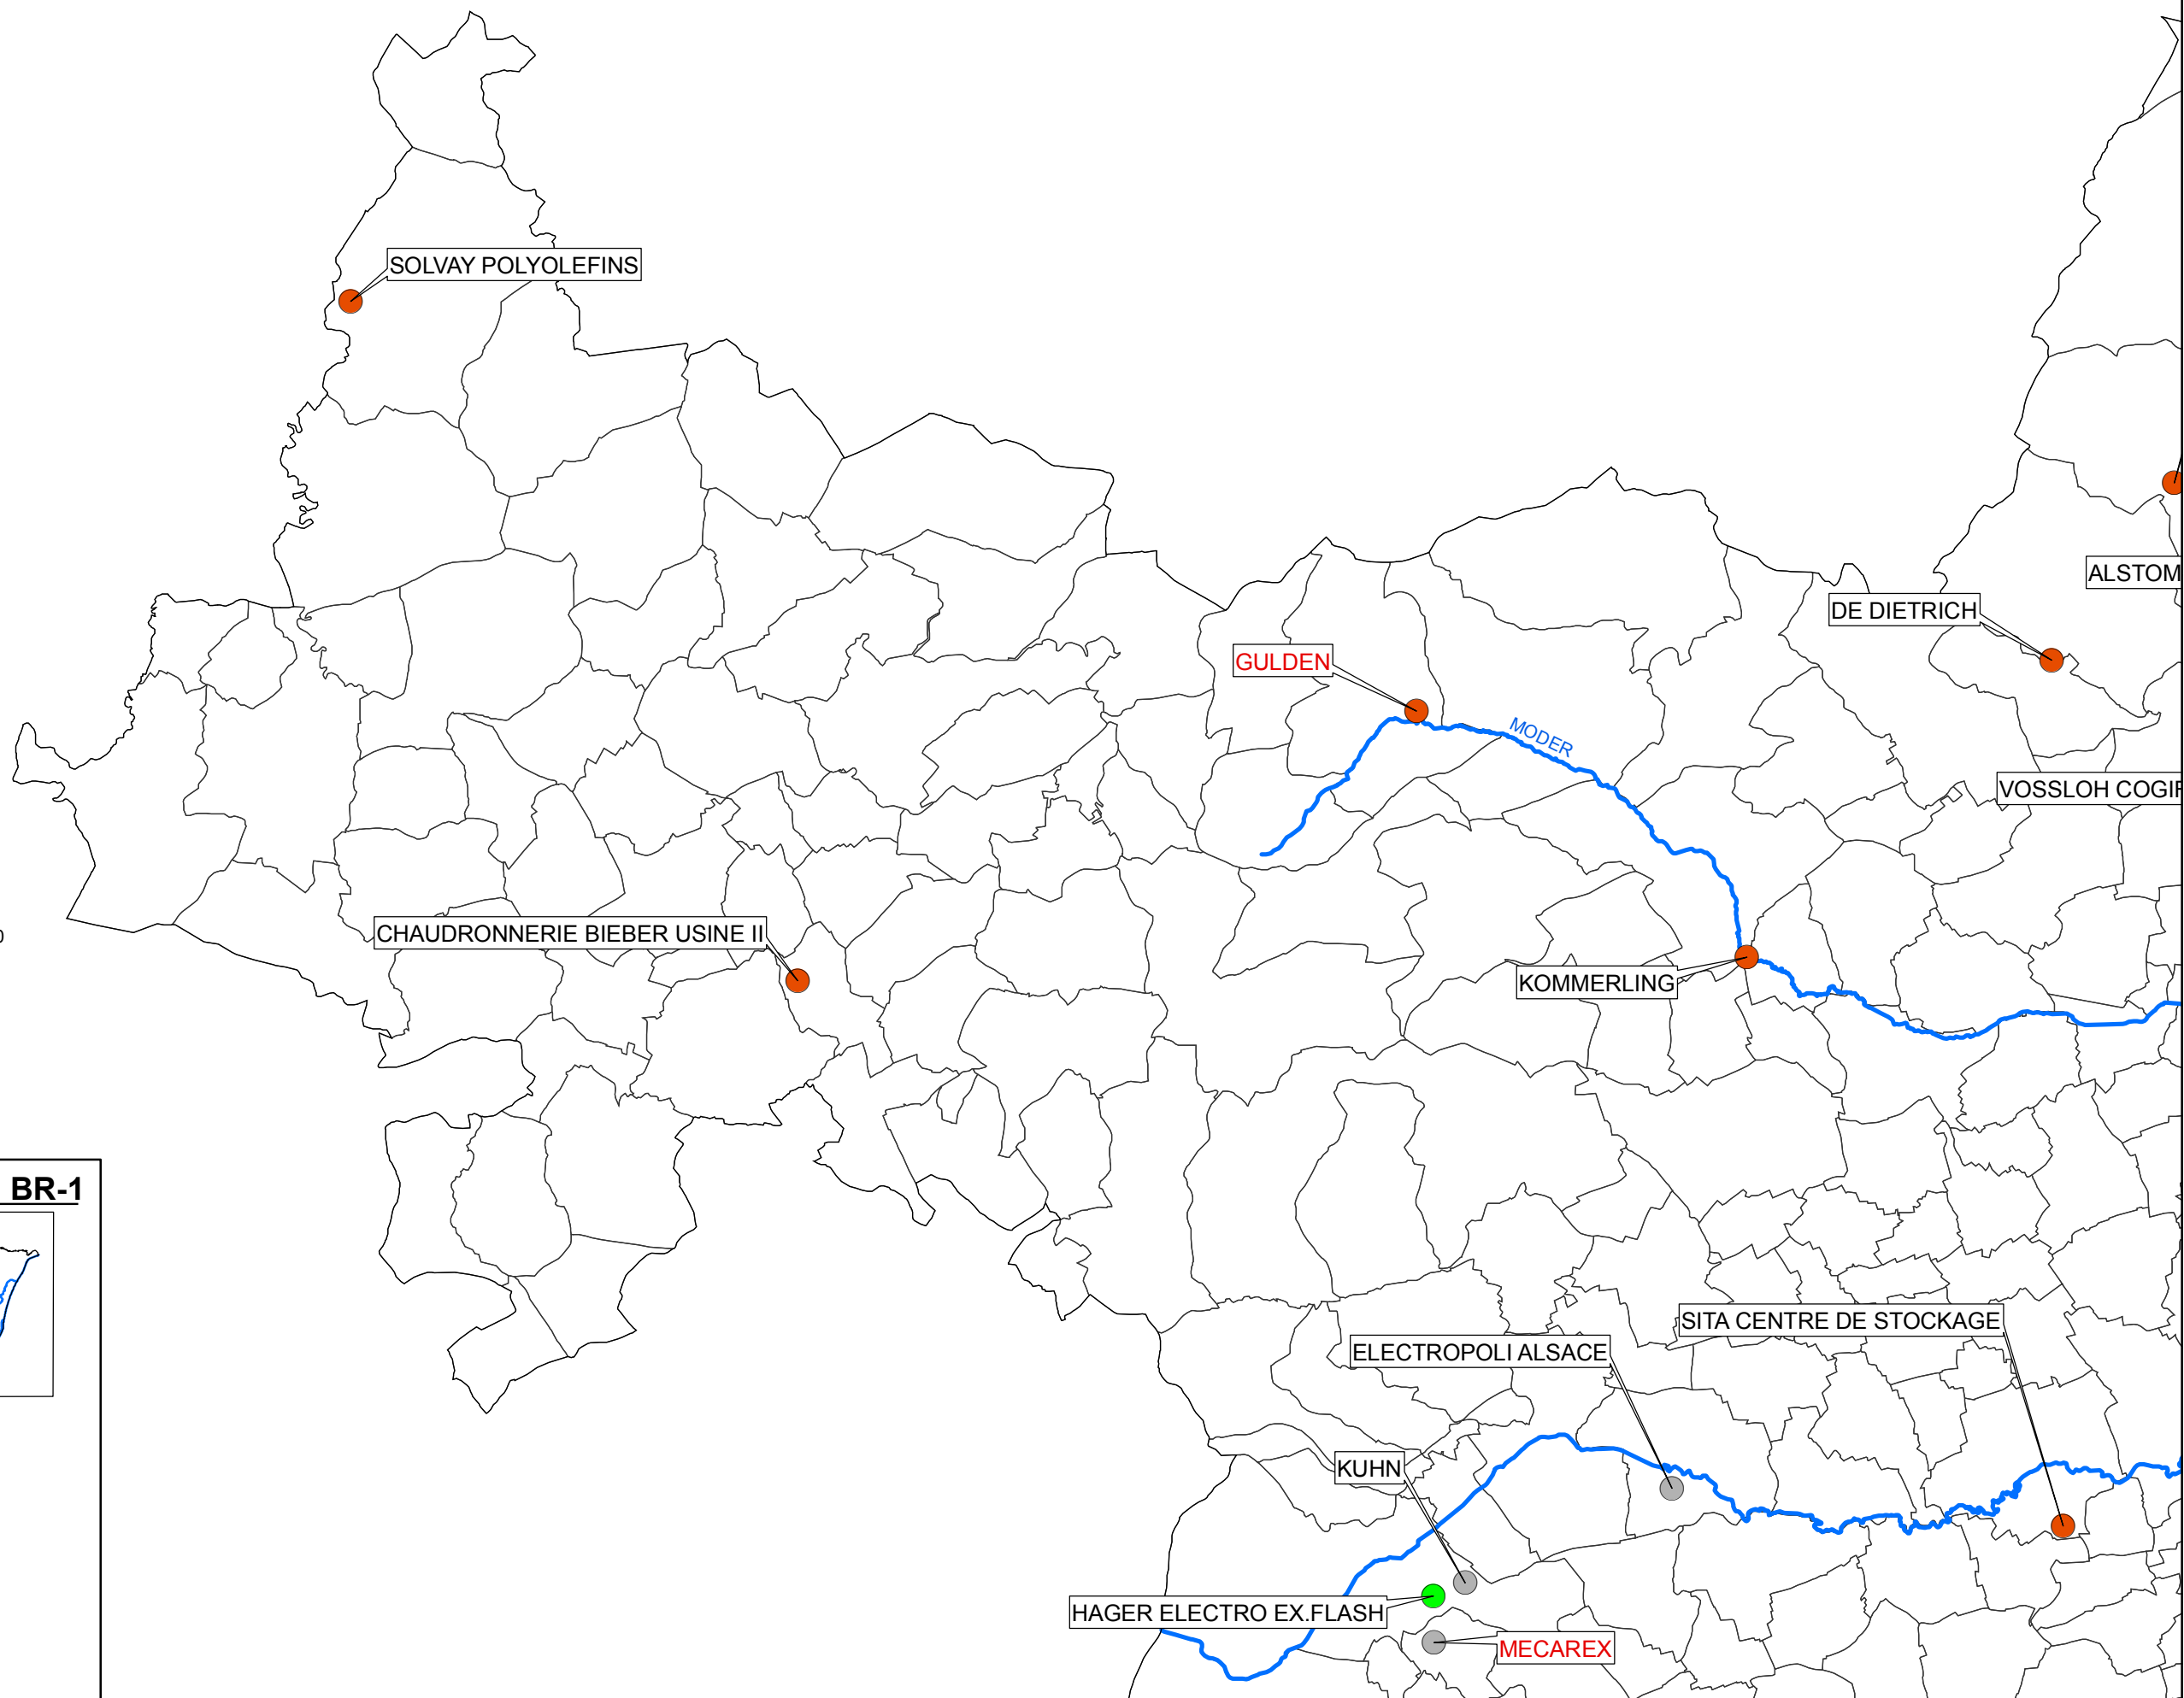 SOLVAY POLYOLEFINS
ALSTOM
DE DIETRICH
GULDEN
MODER
VOSSLOH COGIF
CHAUDRONNERIE BIEBER USINE II
0
KOMMERLING
BR-1
SITA CENTRE DE STOCKAGE
ELECTROPOLI ALSACE
KUHN
HAGER ELECTRO EX.FLASH
MECAREX